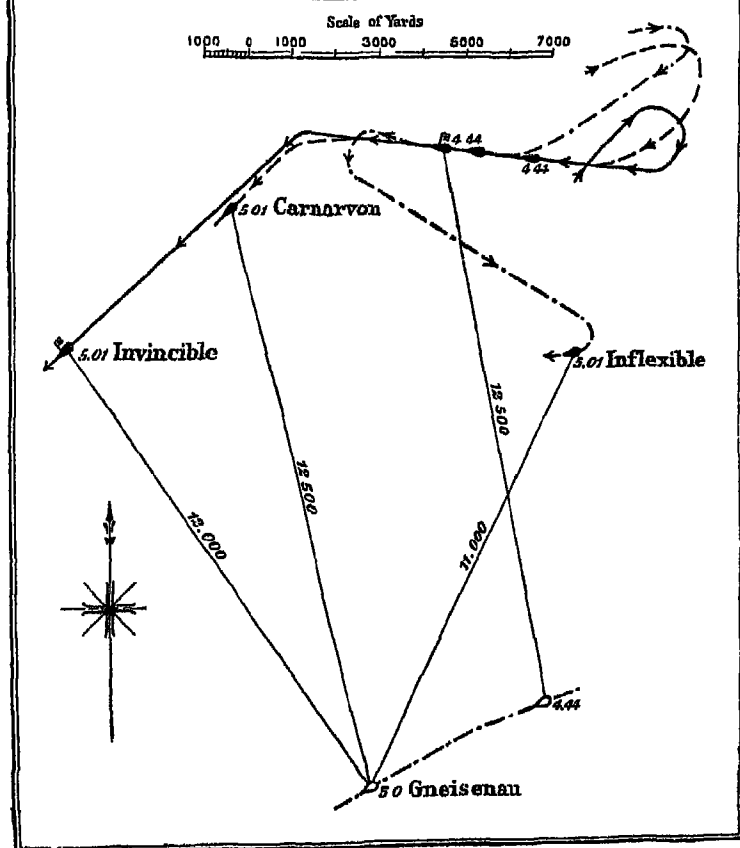 Scale of Yards
1000 0 1000 3000 5000 7000
4.44
4.44
5.01 Carnarvon
5.01 Invincible
5.01 Inflexible
12 500
12 500
13.000
11.000
4.44
5 0 Gneisenau